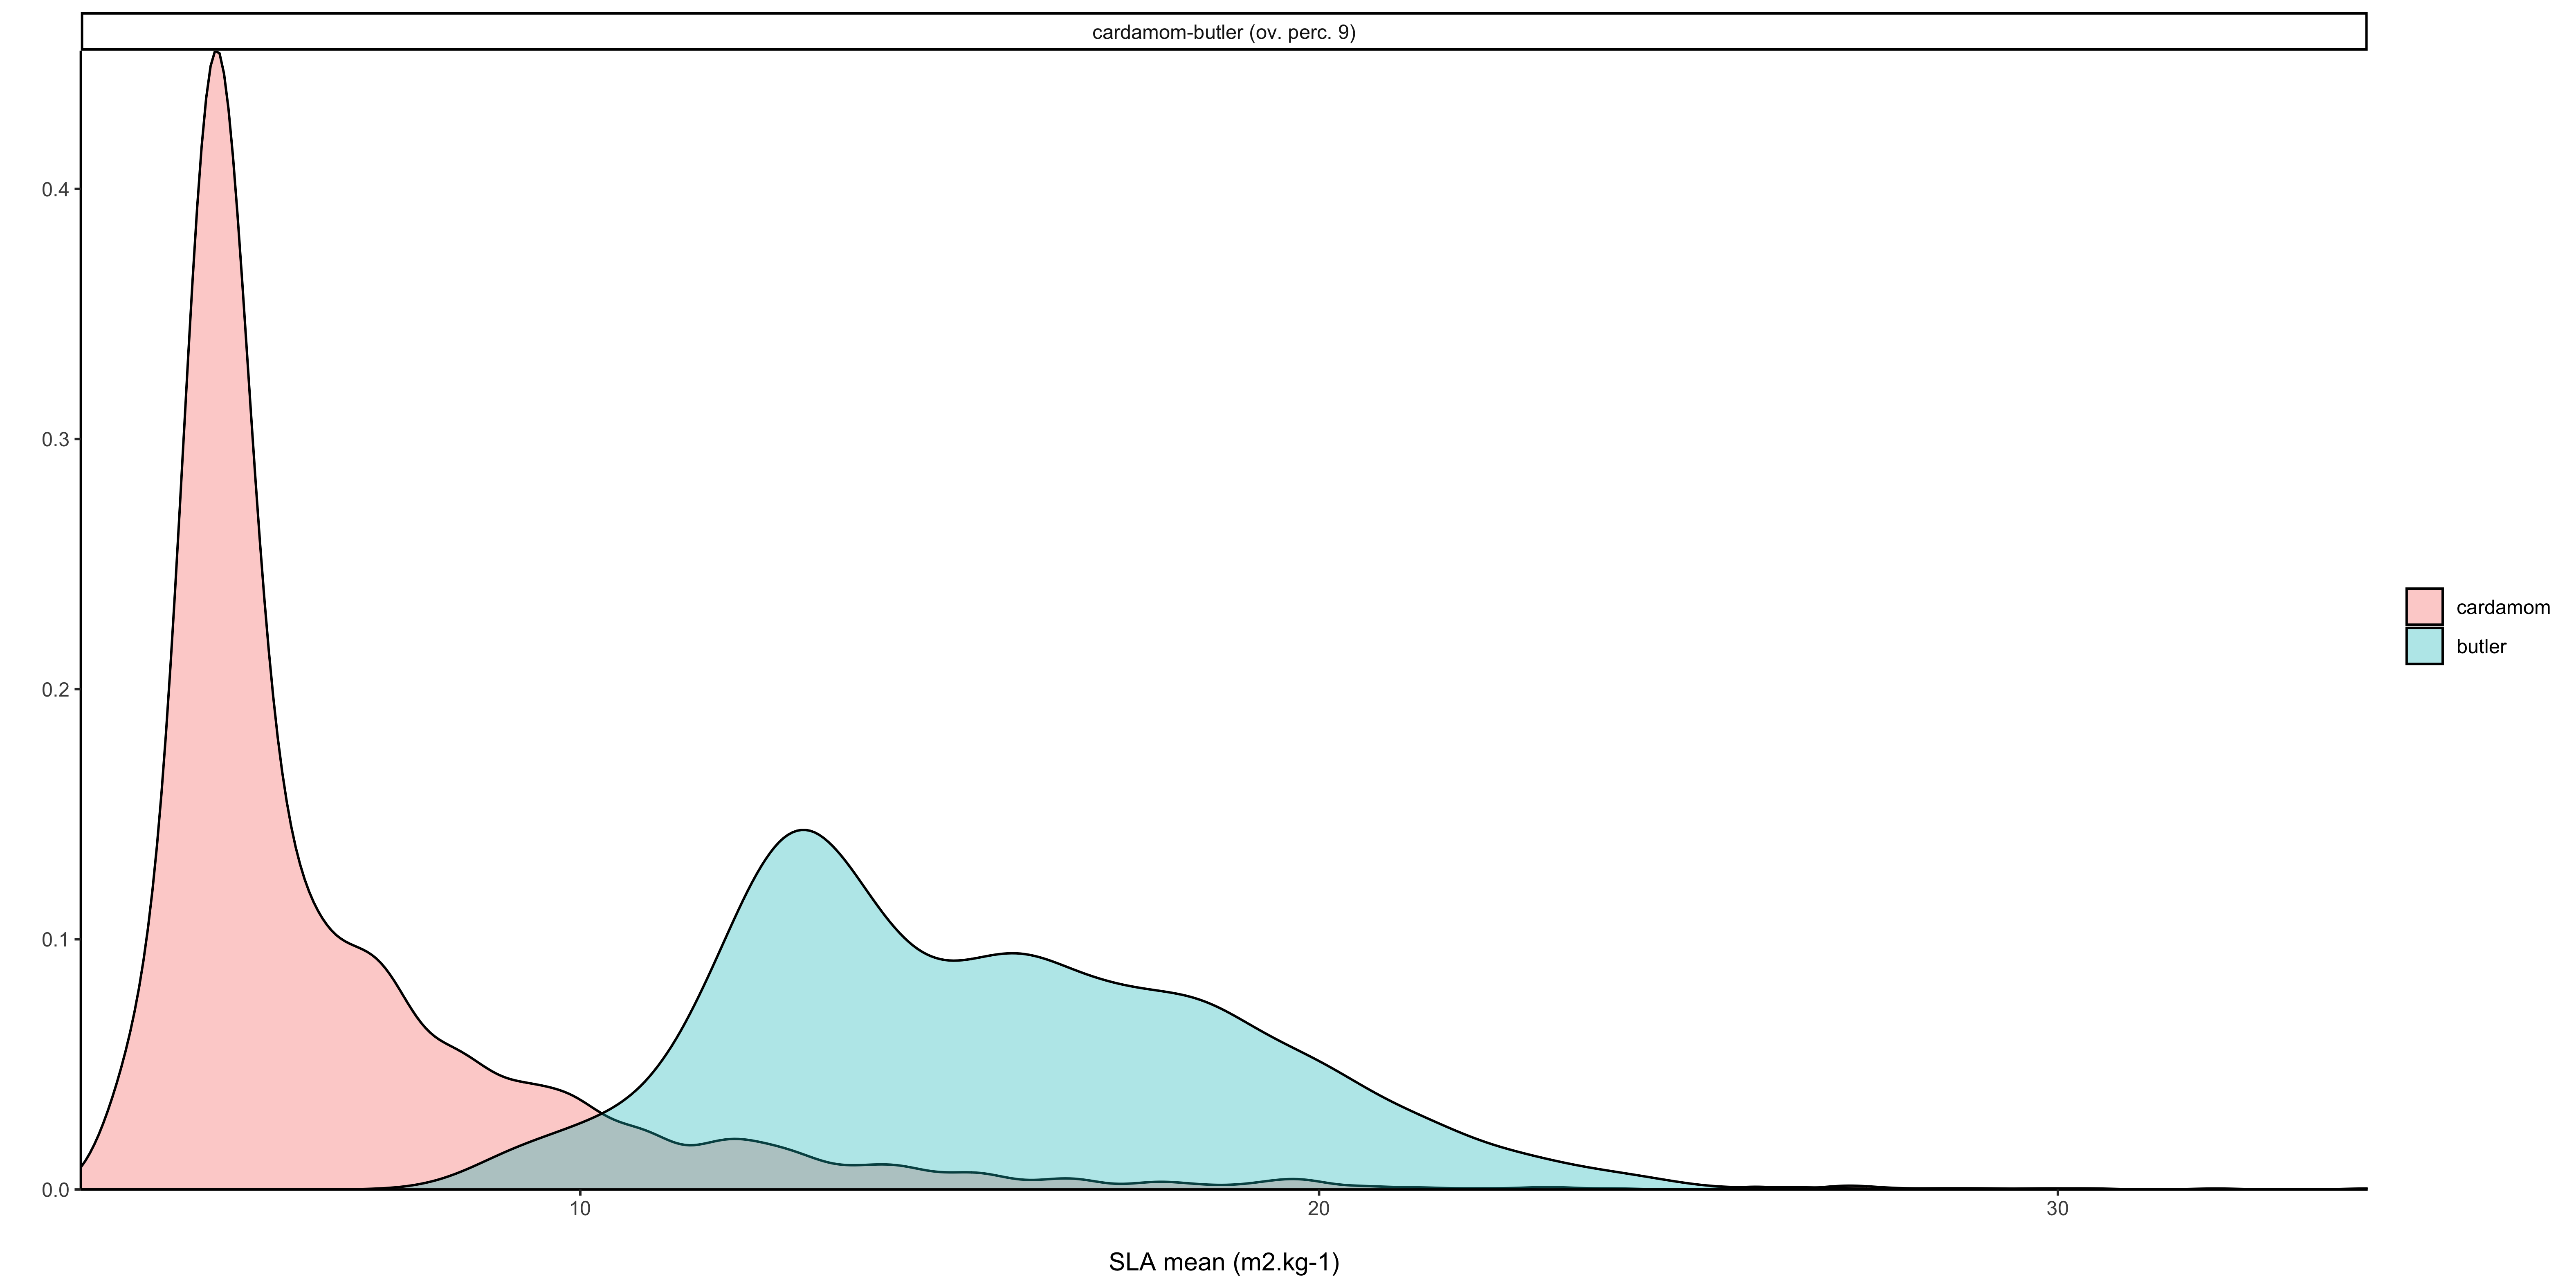 cardamom-butler (ov. perc. 9)
0.4
0.3
0.2
0.1
0.0
10 20 30
SLA mean (m2.kg-1)
cardamom
butler